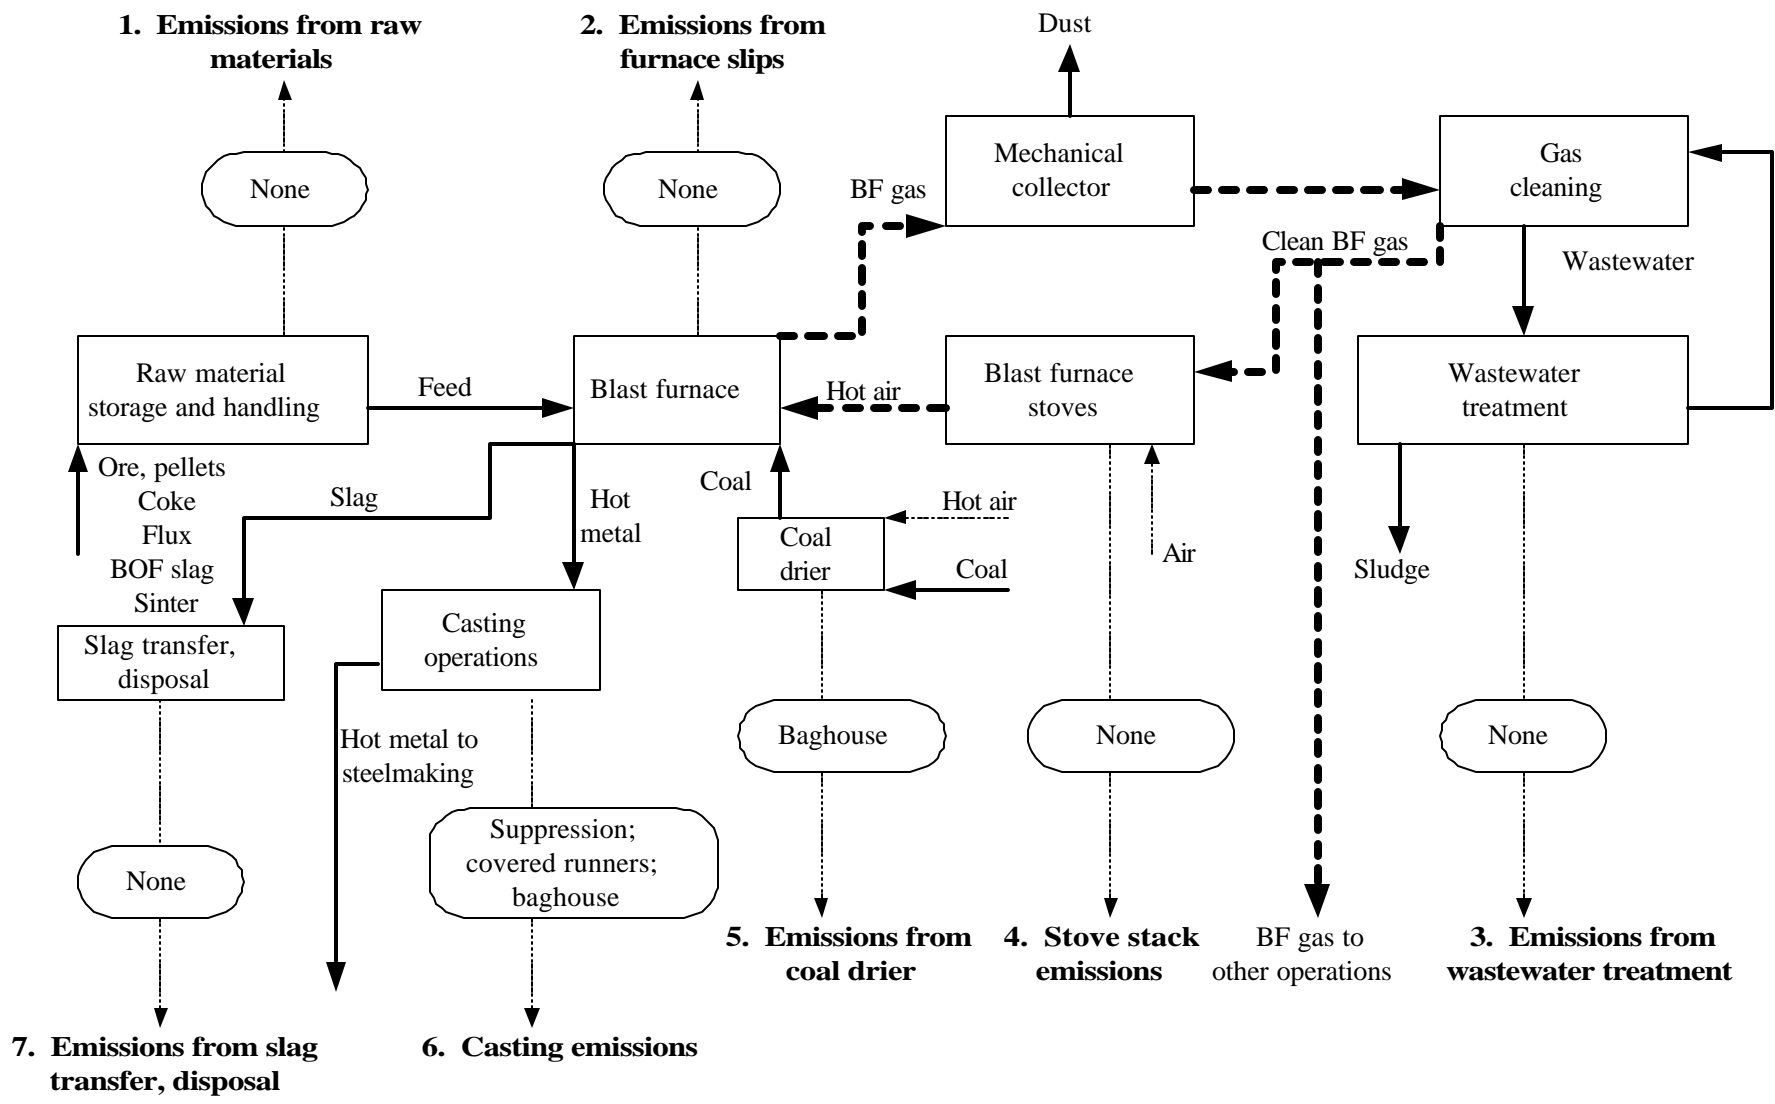 1. Emissions from raw
materials
2. Emissions from
furnace slips
Dust
None
None
Mechanical
collector
Gas
cleaning
BF gas
Clean BF gas
Wastewater
Raw material
storage and handling
Feed
Blast furnace
Hot air
Blast furnace
stoves
Wastewater
treatment
Ore, pellets
Coke
Flux
BOF slag
Sinter
Slag
Hot
metal
Coal
Hot air
Coal
drier
Coal
Air
Sludge
Slag transfer,
disposal
Casting
operations
Hot metal to
steelmaking
Baghouse
None
None
Suppression;
covered runners;
baghouse
None
5. Emissions from
coal drier
4. Stove stack
emissions
BF gas to
other operations
3. Emissions from
wastewater treatment
7. Emissions from slag
transfer, disposal
6. Casting emissions